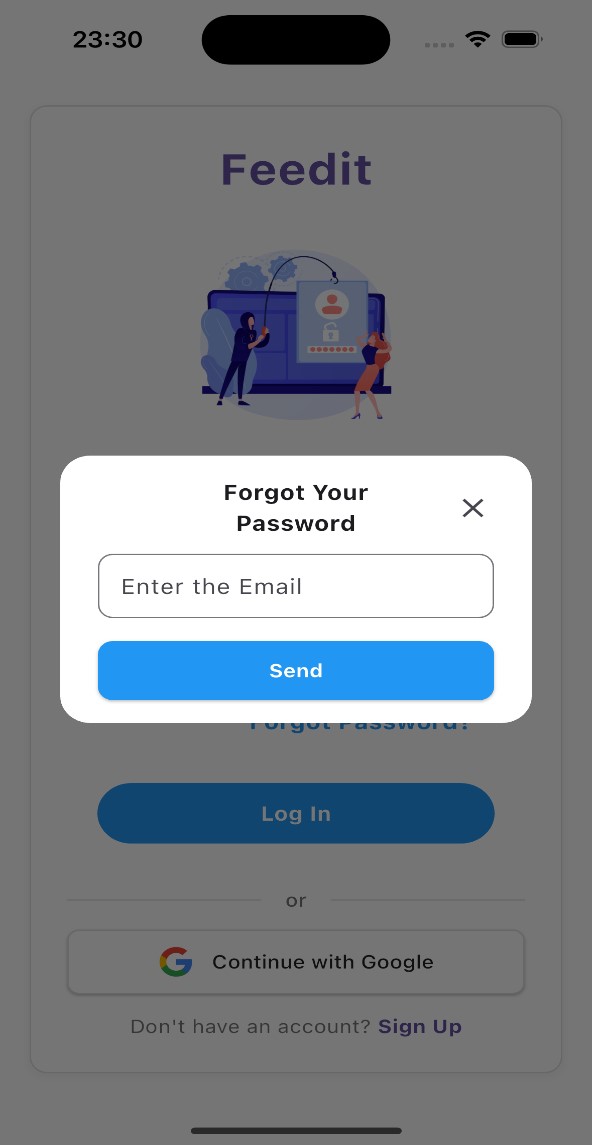 23:30
Feedit
Forgot Your
Password
Enter the Email
Send
Forgot Password?
Log In
or
Continue with Google
Don't have an account? Sign Up